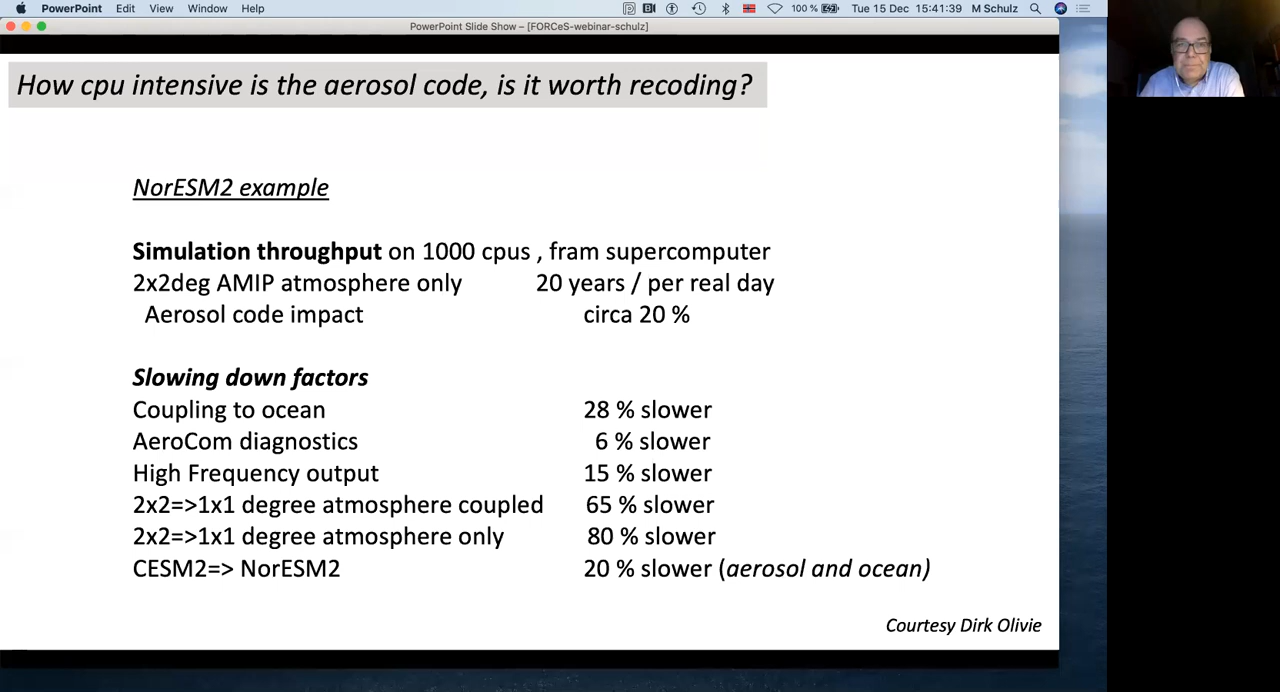 PowerPoint Edit View Window Help 100 % Tue 15 Dec 15:41:39 M Schulz
PowerPoint Slide Show – [FORCeS-webinar-schulz]
How cpu intensive is the aerosol code, is it worth recoding?
NorESM2 example
Simulation throughput on 1000 cpus , fram supercomputer
2x2deg AMIP atmosphere only 20 years / per real day
Aerosol code impact circa 20 %
Slowing down factors
Coupling to ocean 28 % slower
AeroCom diagnostics 6 % slower
High Frequency output 15 % slower
2x2=>1x1 degree atmosphere coupled 65 % slower
2x2=>1x1 degree atmosphere only 80 % slower
CESM2=> NorESM2 20 % slower (aerosol and ocean)
Courtesy Dirk Olivie